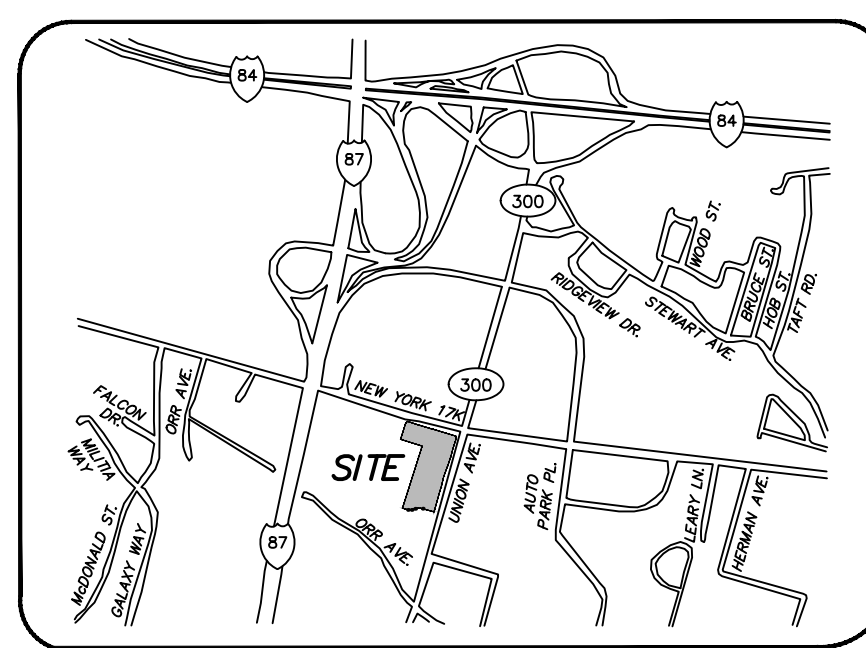 84
84
87
300
WOOD ST.
BRUCE ST.
HOB ST.
TAFT RD.
RIDGEVIEW DR.
STEWART AVE.
300
NEW YORK 17K
FALCON
DR.
ORR AVE.
MILITIA
WAY
SITE
UNION AVE.
AUTO
PARK PL.
LEARY LN.
HERMAN AVE.
McDONALD ST.
GALAXY WAY
87
ORR AVE.